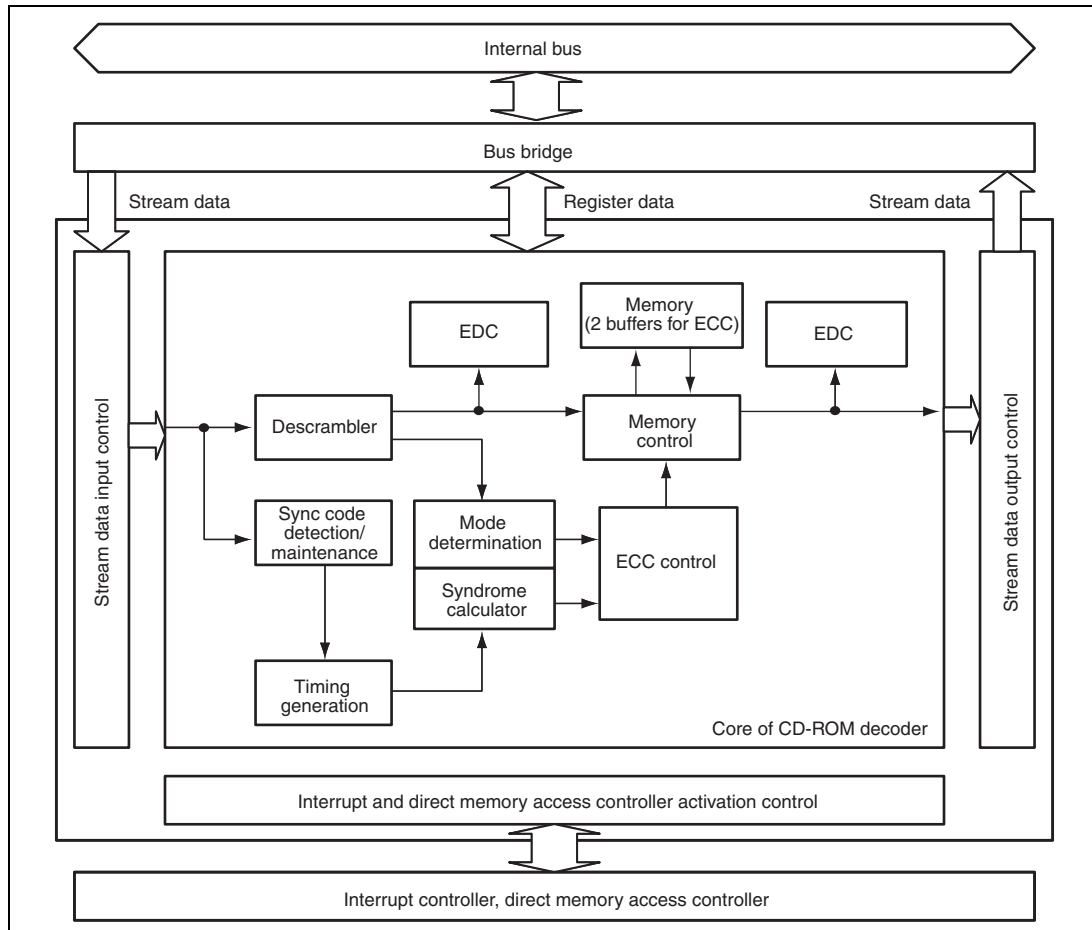 Internal bus
Bus bridge
Stream data
Register data
Stream data
Stream data input control
Memory
(2 buffers for ECC)
EDC
EDC
Descrambler
Memory
control
Sync code
detection/
maintenance
Mode
determination
ECC control
Syndrome
calculator
Timing
generation
Core of CD-ROM decoder
Stream data output control
Interrupt and direct memory access controller activation control
Interrupt controller, direct memory access controller